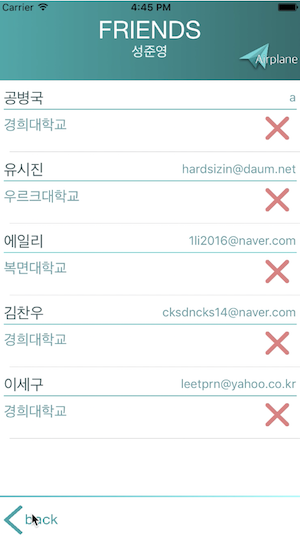 Carrier 4:45 PM
FRIENDS
성준영
Airplane
공병국 a
경희대학교
유시진 hardsizin@daum.net
우르크대학교
에일리 1li2016@naver.com
복면대학교
김찬우 cksdncks14@naver.com
경희대학교
이세구 leetprn@yahoo.co.kr
경희대학교
back